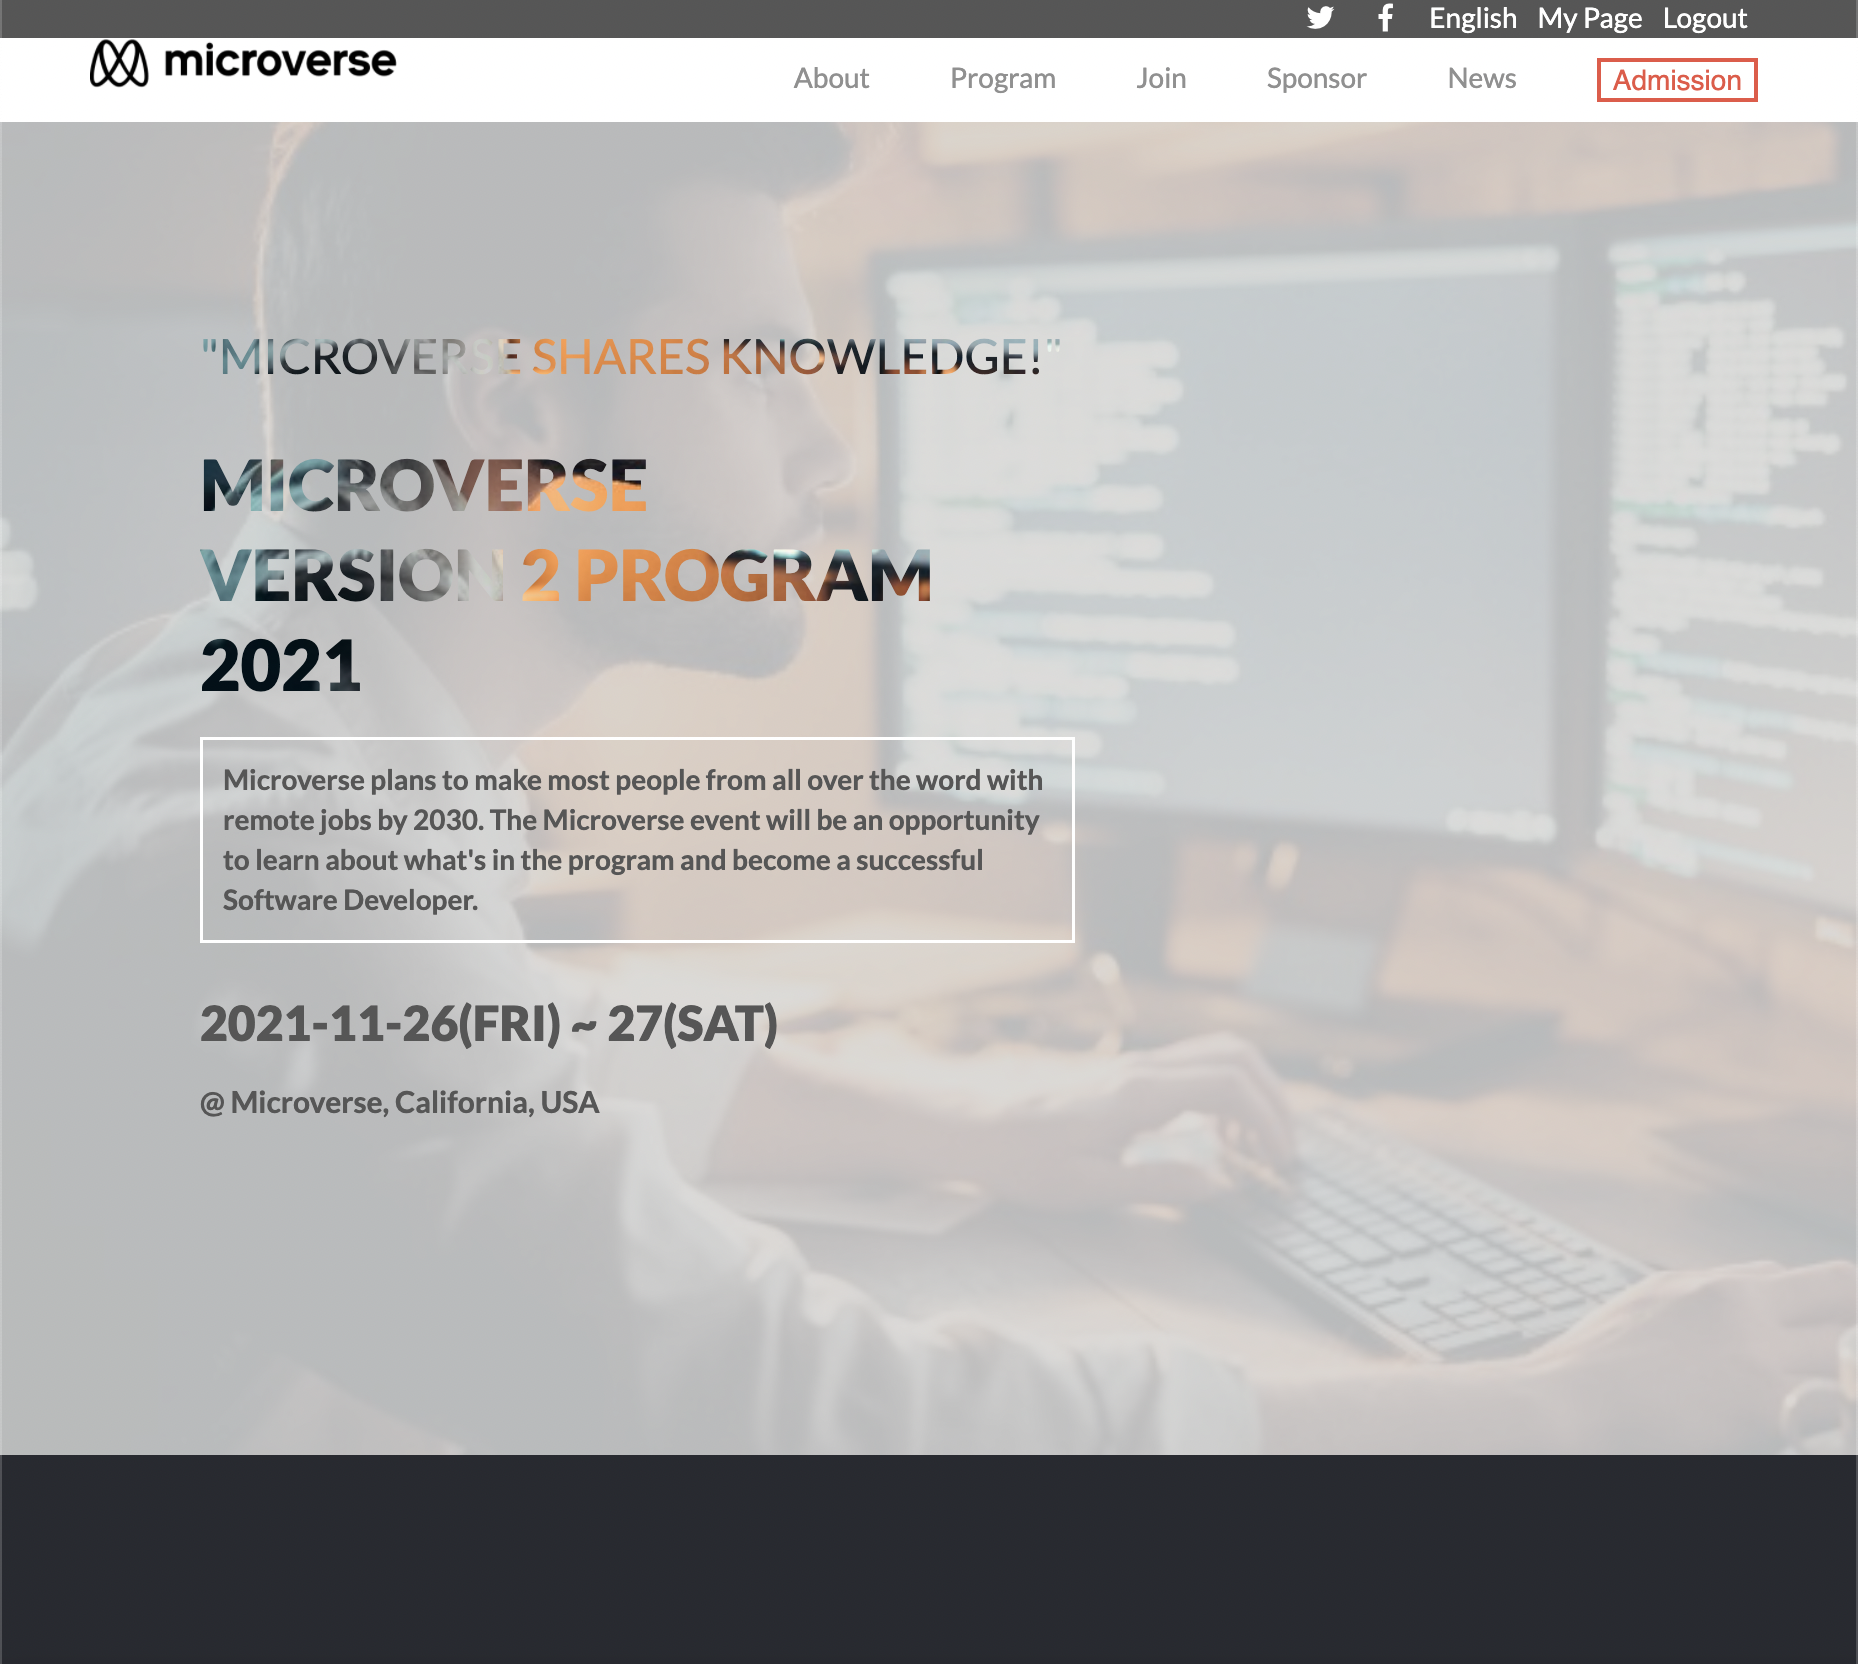 English My Page Logout
microverse
About Program Join Sponsor News Admission
"MICROVERSE SHARES KNOWLEDGE!"
MICROVERSE
VERSION 2 PROGRAM
2021
Microverse plans to make most people from all over the word with
remote jobs by 2030. The Microverse event will be an opportunity
to learn about what's in the program and become a successful
Software Developer.
2021-11-26(FRI) ~ 27(SAT)
@ Microverse, California, USA